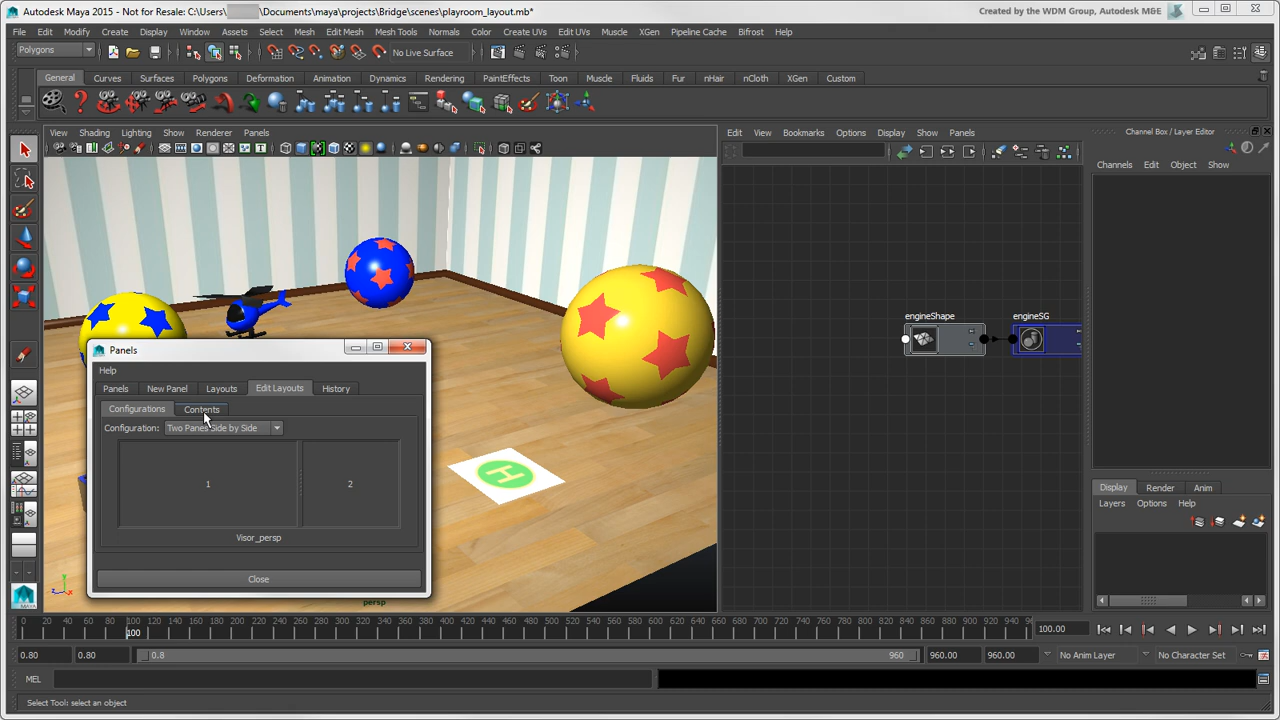 Autodesk Maya 2015 - Not for Resale: C:\Users\ \Documents\maya\projects\Bridge\scenes\playroom_layout.mb*
Created by the WDM Group, Autodesk M&E
File Edit Modify Create Display Window Assets Select Mesh Edit Mesh Mesh Tools Normals Color Create UVs Edit UVs Muscle XGen Pipeline Cache Bifrost Help
Polygons
No Live Surface
General Curves Surfaces Polygons Deformation Animation Dynamics Rendering PaintEffects Toon Muscle Fluids Fur nHair nCloth XGen Custom
View Shading Lighting Show Renderer Panels
Edit View Bookmarks Options Display Show Panels
Channel Box / Layer Editor
Channels Edit Object Show
engineShape
engineSG
H
Panels
Help
Panels New Panel Layouts Edit Layouts History
Configurations Contents
Configuration: Two Panes Side by Side
1 2
Visor_persp
Close
persp
y
z
MAYA
Display Render Anim
Layers Options Help
0 20 40 60 80 100 120 140 160 180 200 220 240 260 280 300 320 340 360 380 400 420 440 460 480 500 520 540 560 580 600 620 640 660 680 700 720 740 760 780 800 820 840 860 880 900 920 940
100
100.00
0.80 0.80 0.8 960 960.00 960.00 No Anim Layer No Character Set
MEL
Select Tool: select an object